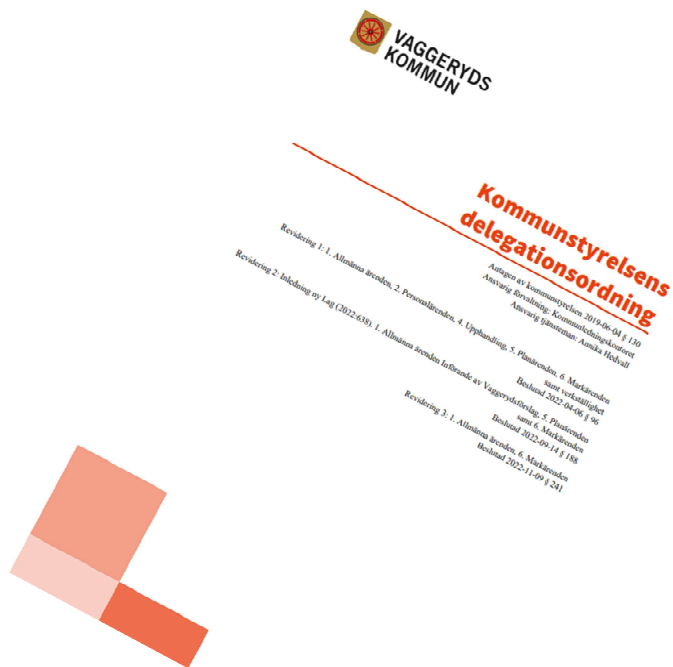 VAGGERYDS
KOMMUN
Kommunstyrelsens
delegationsordning
Antagen av kommunstyrelsen 2019-06-04 § 130
Ansvarig förvaltning: Kommunledningskontoret
Ansvarig tjänsteman: Annika Hedvall
Revidering 1: 1. Allmänna ärenden, 2. Personalärenden, 4. Upphandling, 5. Planärenden, 6. Markärenden
samt verkställighet
Beslutad 2022-04-06 § 96
Revidering 2: Inledning ny Lag (2022:638), 1. Allmänna ärenden Införande av Vaggerydsförslag, 5. Planärenden
samt 6. Markärenden
Beslutad 2022-09-14 § 188
Revidering 3: 1. Allmänna ärenden, 6. Markärenden
Beslutad 2022-11-09 § 241